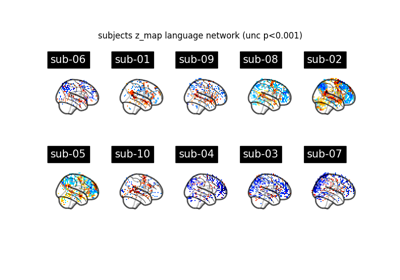 subjects z_map language network (unc p<0.001)
sub-06 sub-01 sub-09 sub-08 sub-02
sub-05 sub-10 sub-04 sub-03 sub-07